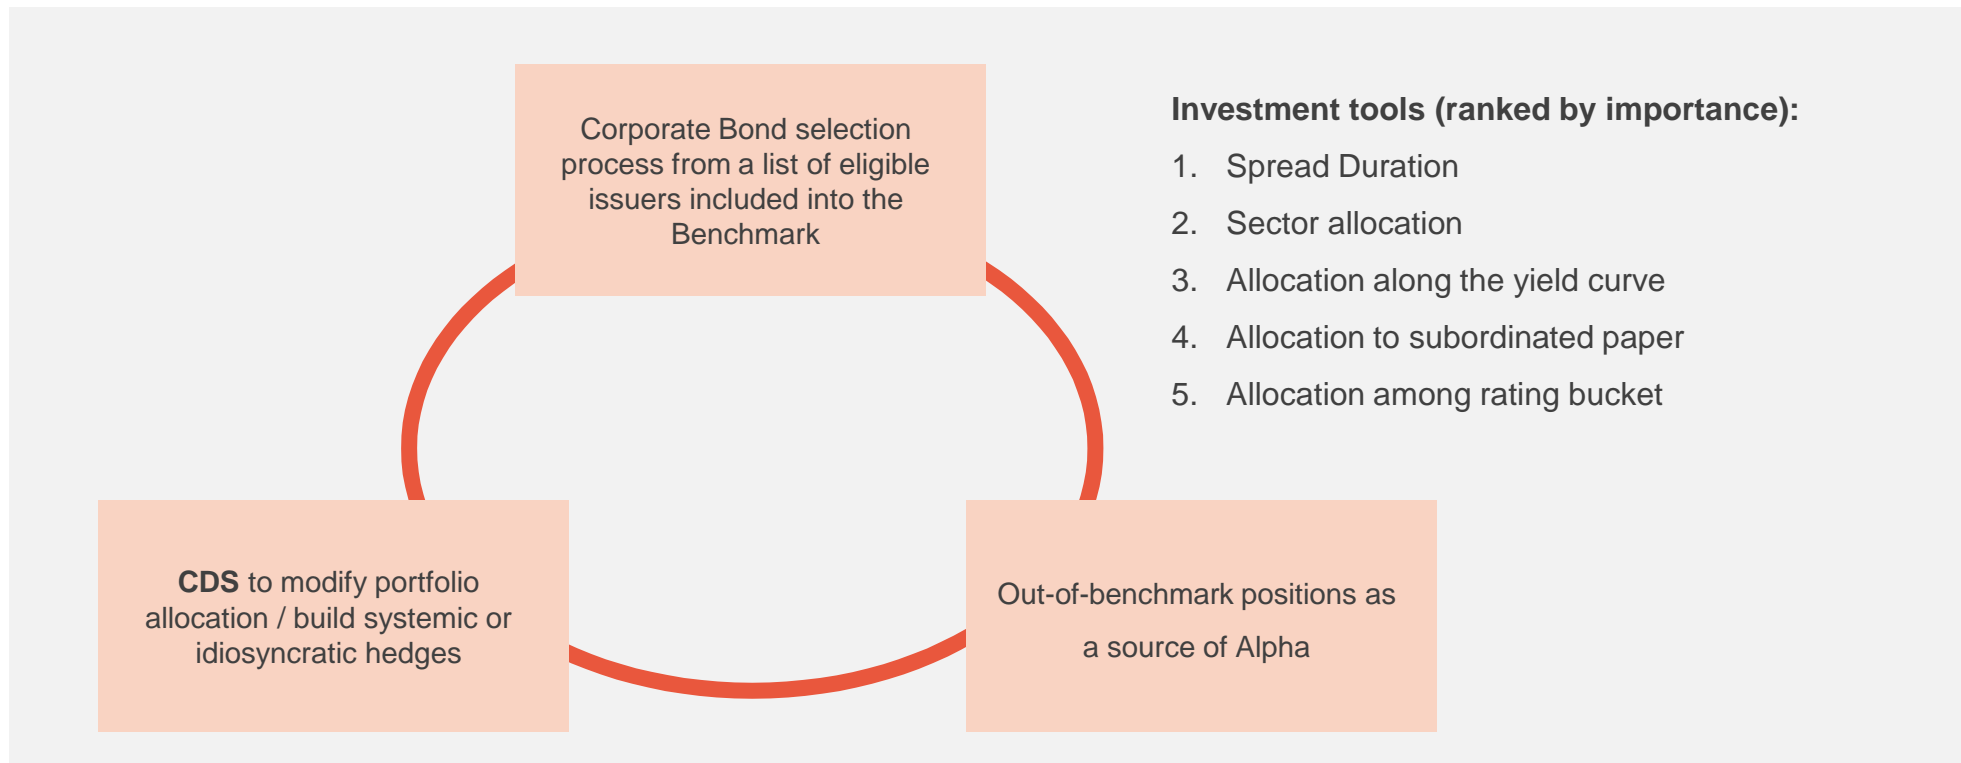 Corporate Bond selection
process from a list of eligible
issuers included into the
Benchmark
Investment tools (ranked by importance):
1. Spread Duration
2. Sector allocation
3. Allocation along the yield curve
4. Allocation to subordinated paper
5. Allocation among rating bucket
CDS to modify portfolio
allocation / build systemic or
idiosyncratic hedges
Out-of-benchmark positions as
a source of Alpha